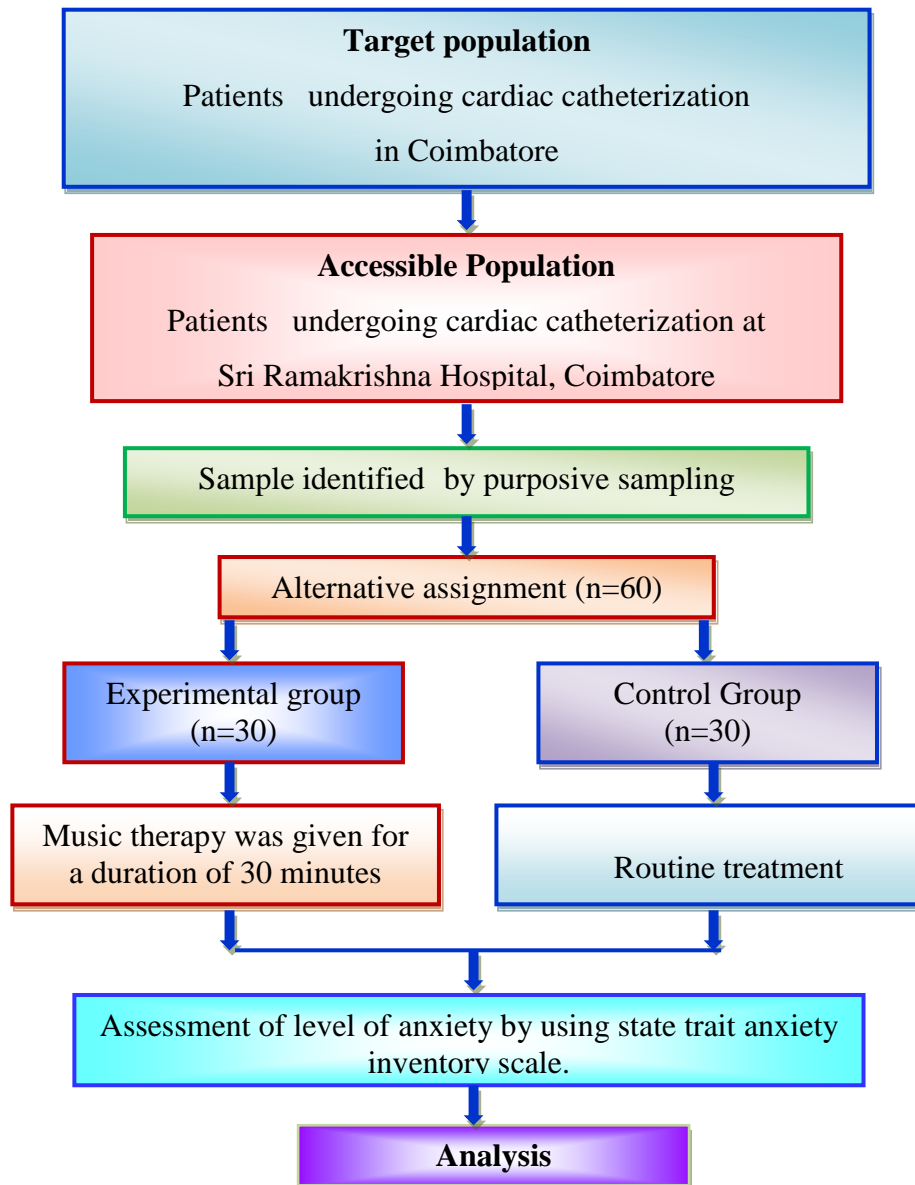 Target population
Patients undergoing cardiac catheterization
in Coimbatore
Accessible Population
Patients undergoing cardiac catheterization at
Sri Ramakrishna Hospital, Coimbatore
Sample identified by purposive sampling
Alternative assignment (n=60)
Experimental group
(n=30)
Control Group
(n=30)
Music therapy was given for
a duration of 30 minutes
Routine treatment
Assessment of level of anxiety by using state trait anxiety
inventory scale.
Analysis